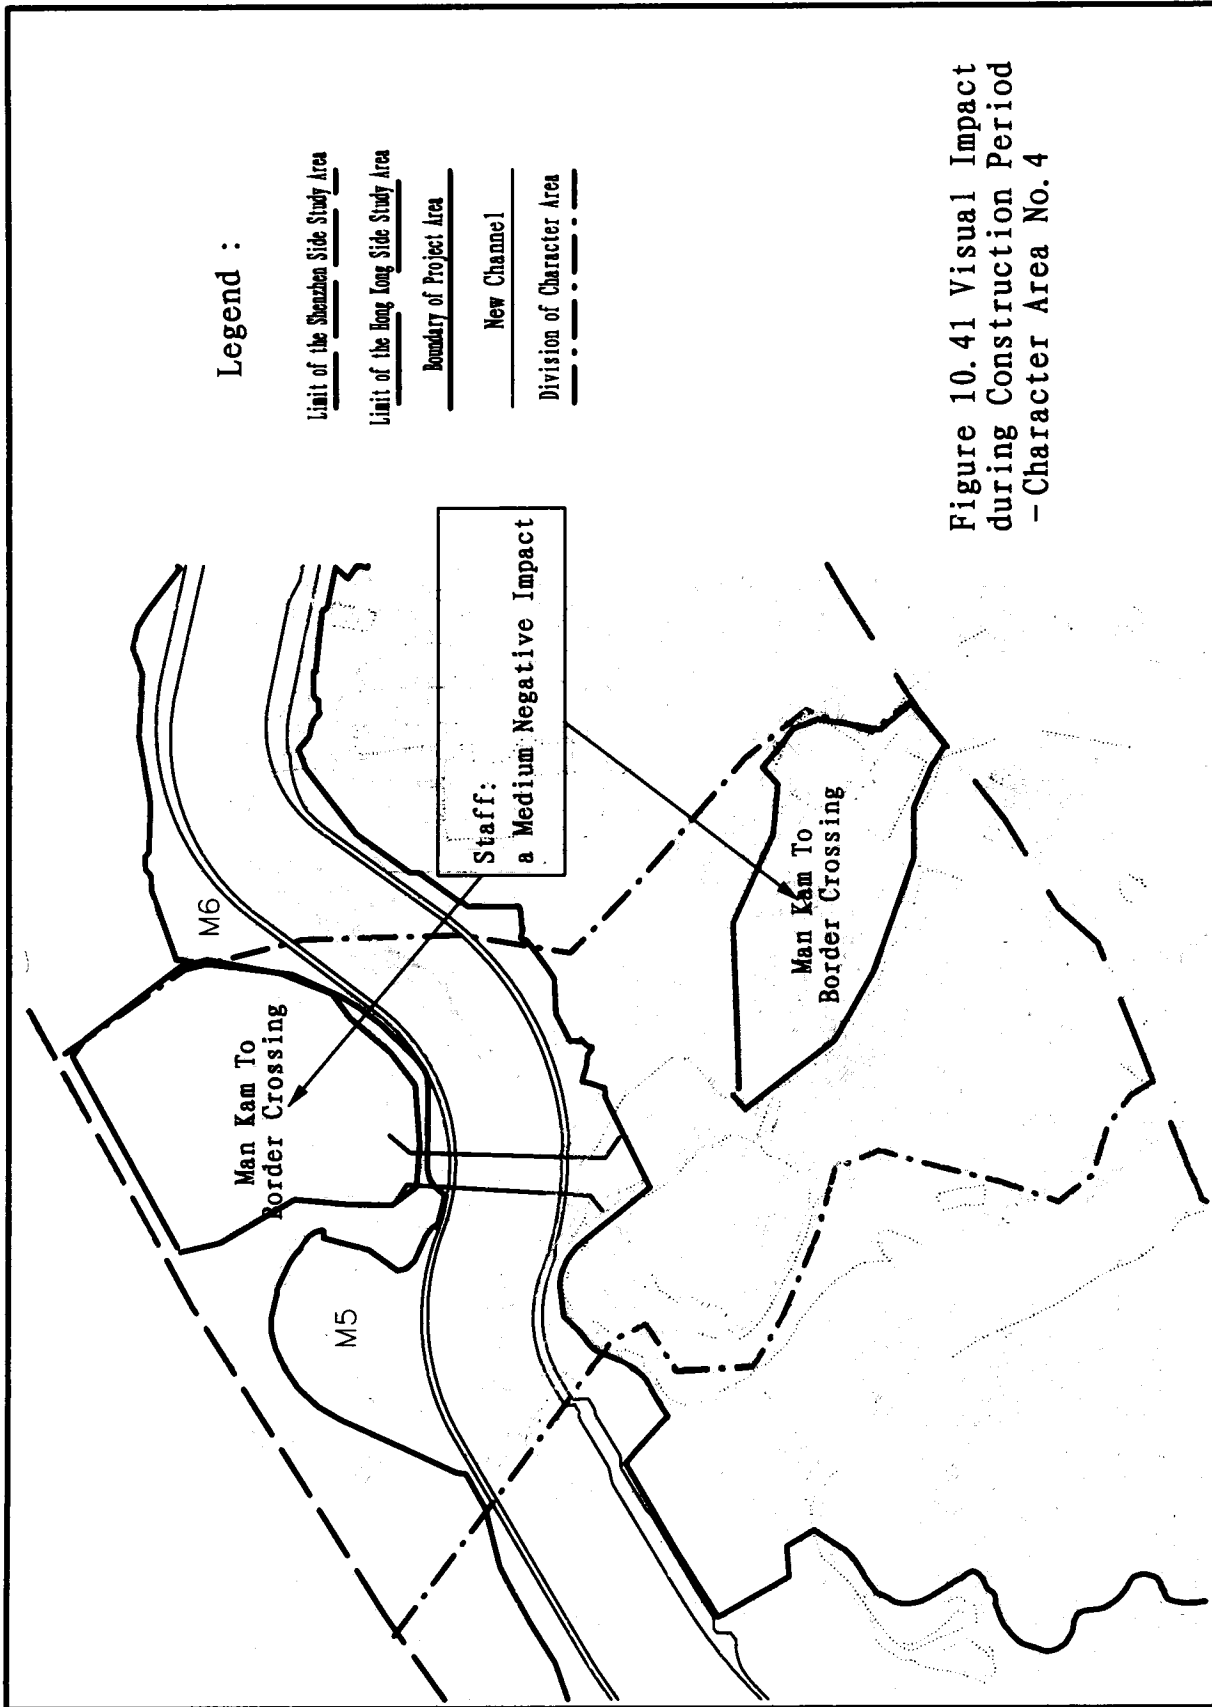 Legend :
Limit of the Shenzhen Side Study Area
Limit of the Hong Kong Side Study Area
Boundary of Project Area
New Channel
Division of Character Area
M6
Man Kam To
Border Crossing
M5
Staff:
a Medium Negative Impact
Man Kam To
Border Crossing
Figure 10.41 Visual Impact
during Construction Period
-Character Area No.4